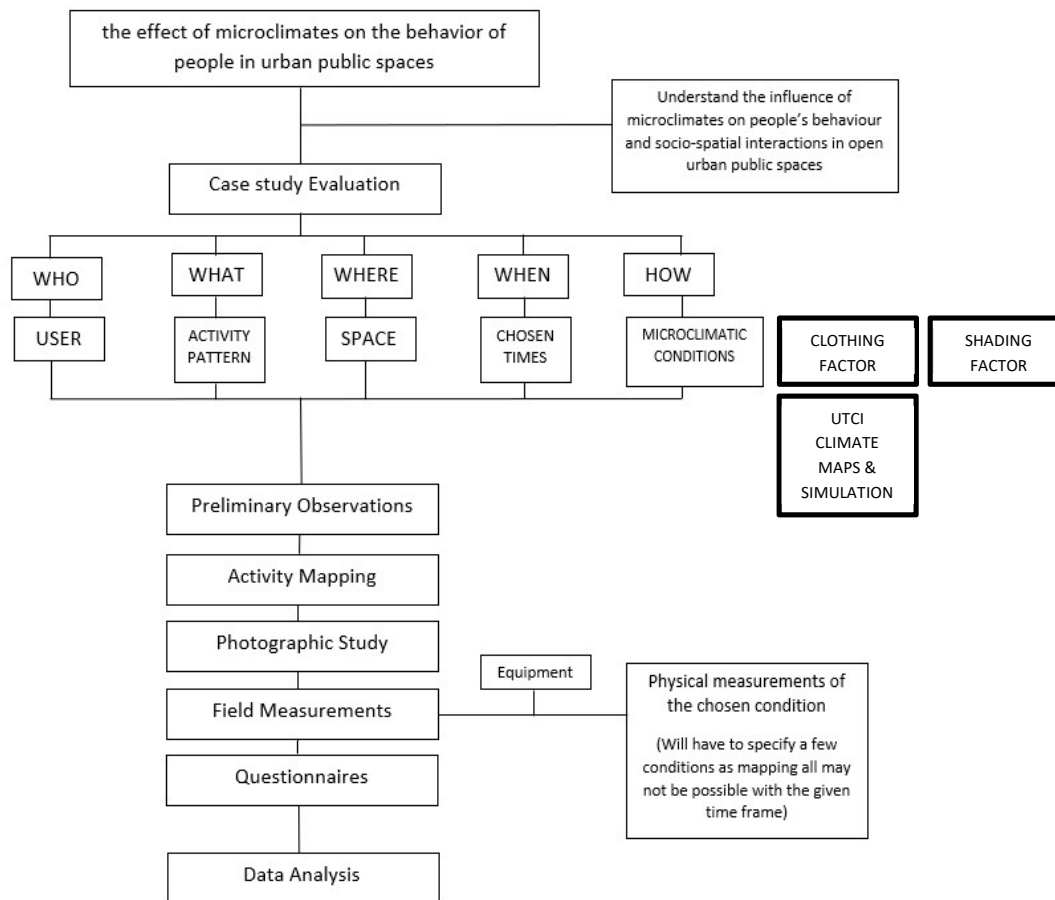 the effect of microclimates on the behavior of
people in urban public spaces
Understand the influence of
microclimates on people’s behaviour
and socio-spatial interactions in open
urban public spaces
Case study Evaluation
WHO
WHAT
WHERE
WHEN
HOW
USER
ACTIVITY
PATTERN
SPACE
CHOSEN
TIMES
MICROCLIMATIC
CONDITIONS
CLOTHING
FACTOR
SHADING
FACTOR
UTCI
CLIMATE
MAPS &
SIMULATION
Preliminary Observations
Activity Mapping
Photographic Study
Field Measurements
Equipment
Physical measurements of
the chosen condition
(Will have to specify a few
conditions as mapping all may
not be possible with the given
time frame)
Questionnaires
Data Analysis